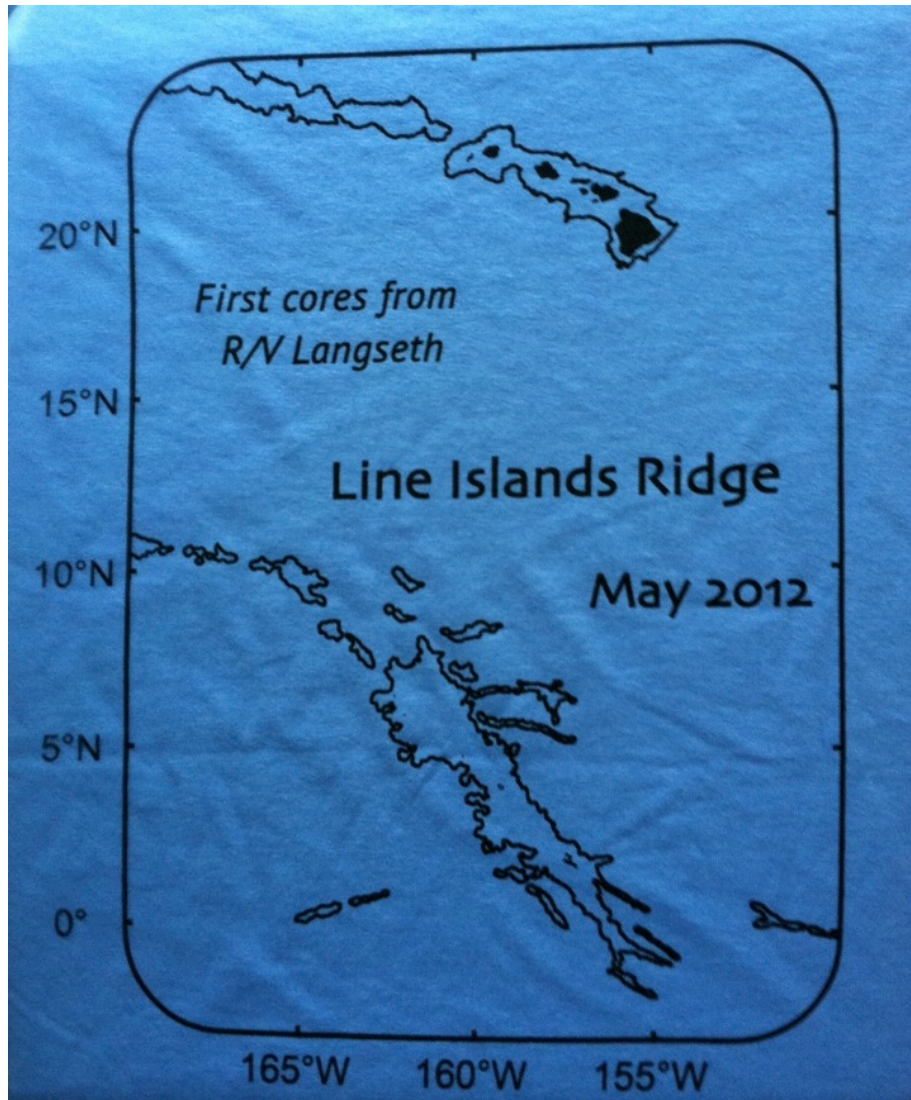 20°N
First cores from
R/V Langseth
15°N
Line Islands Ridge
10°N
May 2012
5°N
0°
165°W 160°W 155°W